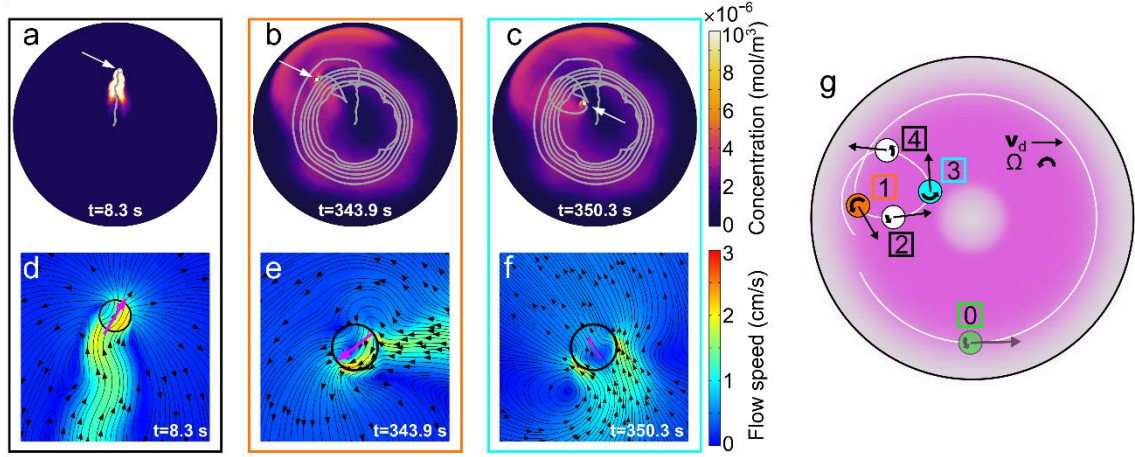 a
t=8.3 s
b
t=343.9 s
c
t=350.3 s
×10⁻⁶
10
8
6
4
2
0
Concentration (mol/m³)
d
t=8.3 s
e
t=343.9 s
f
t=350.3 s
3
2
1
0
Flow speed (cm/s)
g
v_d
Ω
4
3
1
2
0